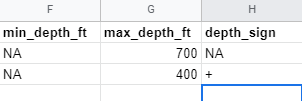 F G H
min_depth_ft max_depth_ft depth_sign
NA 700 NA
NA 400 +